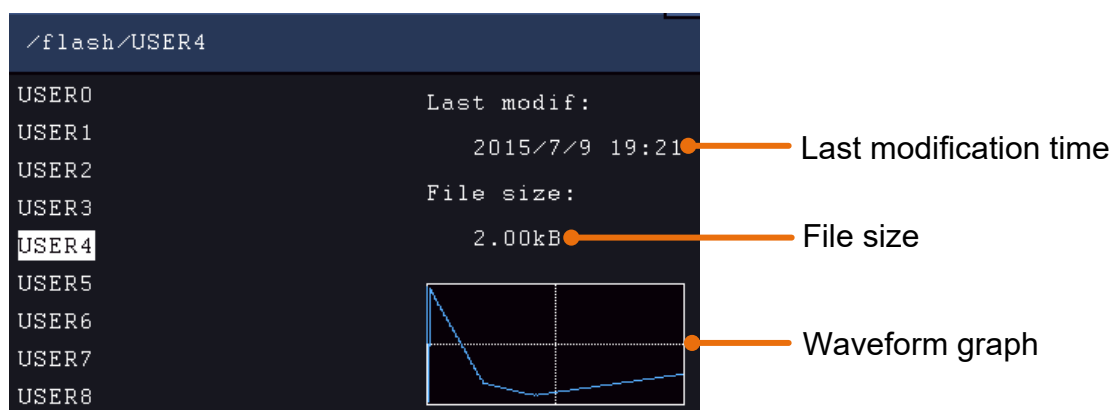 /flash/USER4
USER0
USER1
USER2
USER3
USER4
USER5
USER6
USER7
USER8
Last modif:
2015/7/9 19:21
File size:
2.00kB
Last modification time
File size
Waveform graph